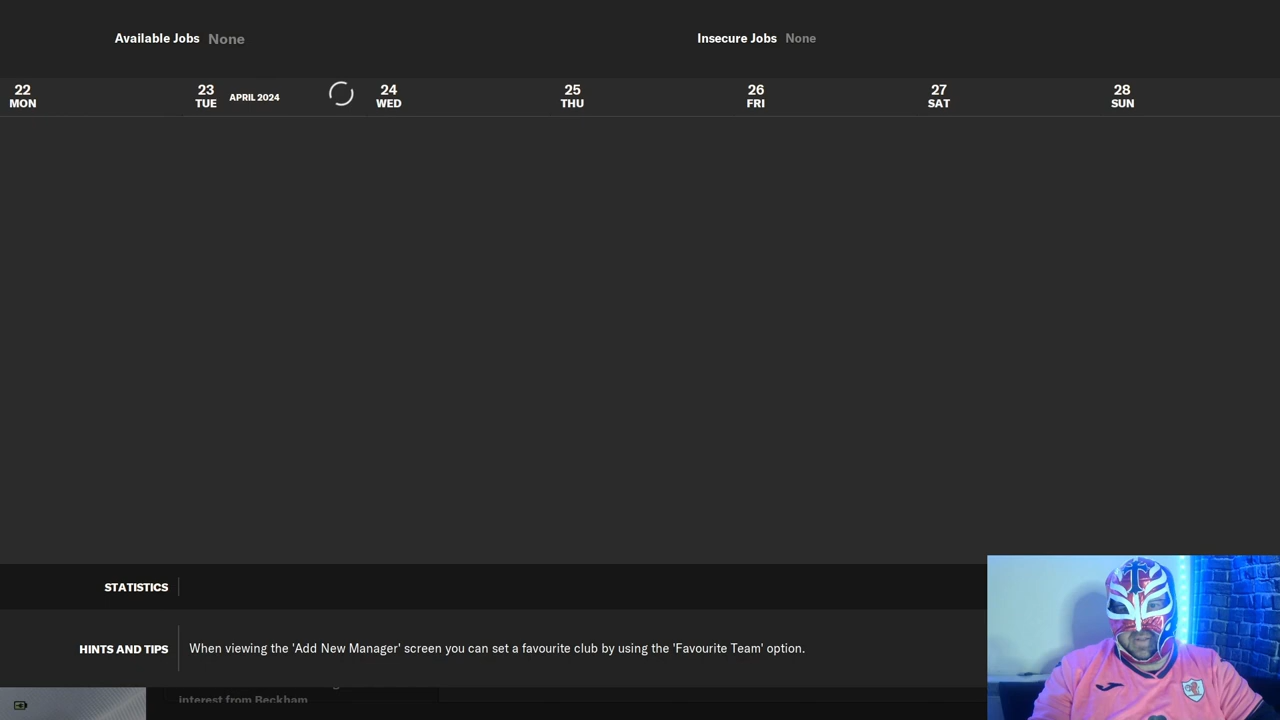 Available Jobs None
Insecure Jobs None
22 MON
23 TUE
APRIL 2024
24 WED
25 THU
26 FRI
27 SAT
28 SUN
STATISTICS
HINTS AND TIPS
When viewing the 'Add New Manager' screen you can set a favourite club by using the 'Favourite Team' option.
interest from Beckham